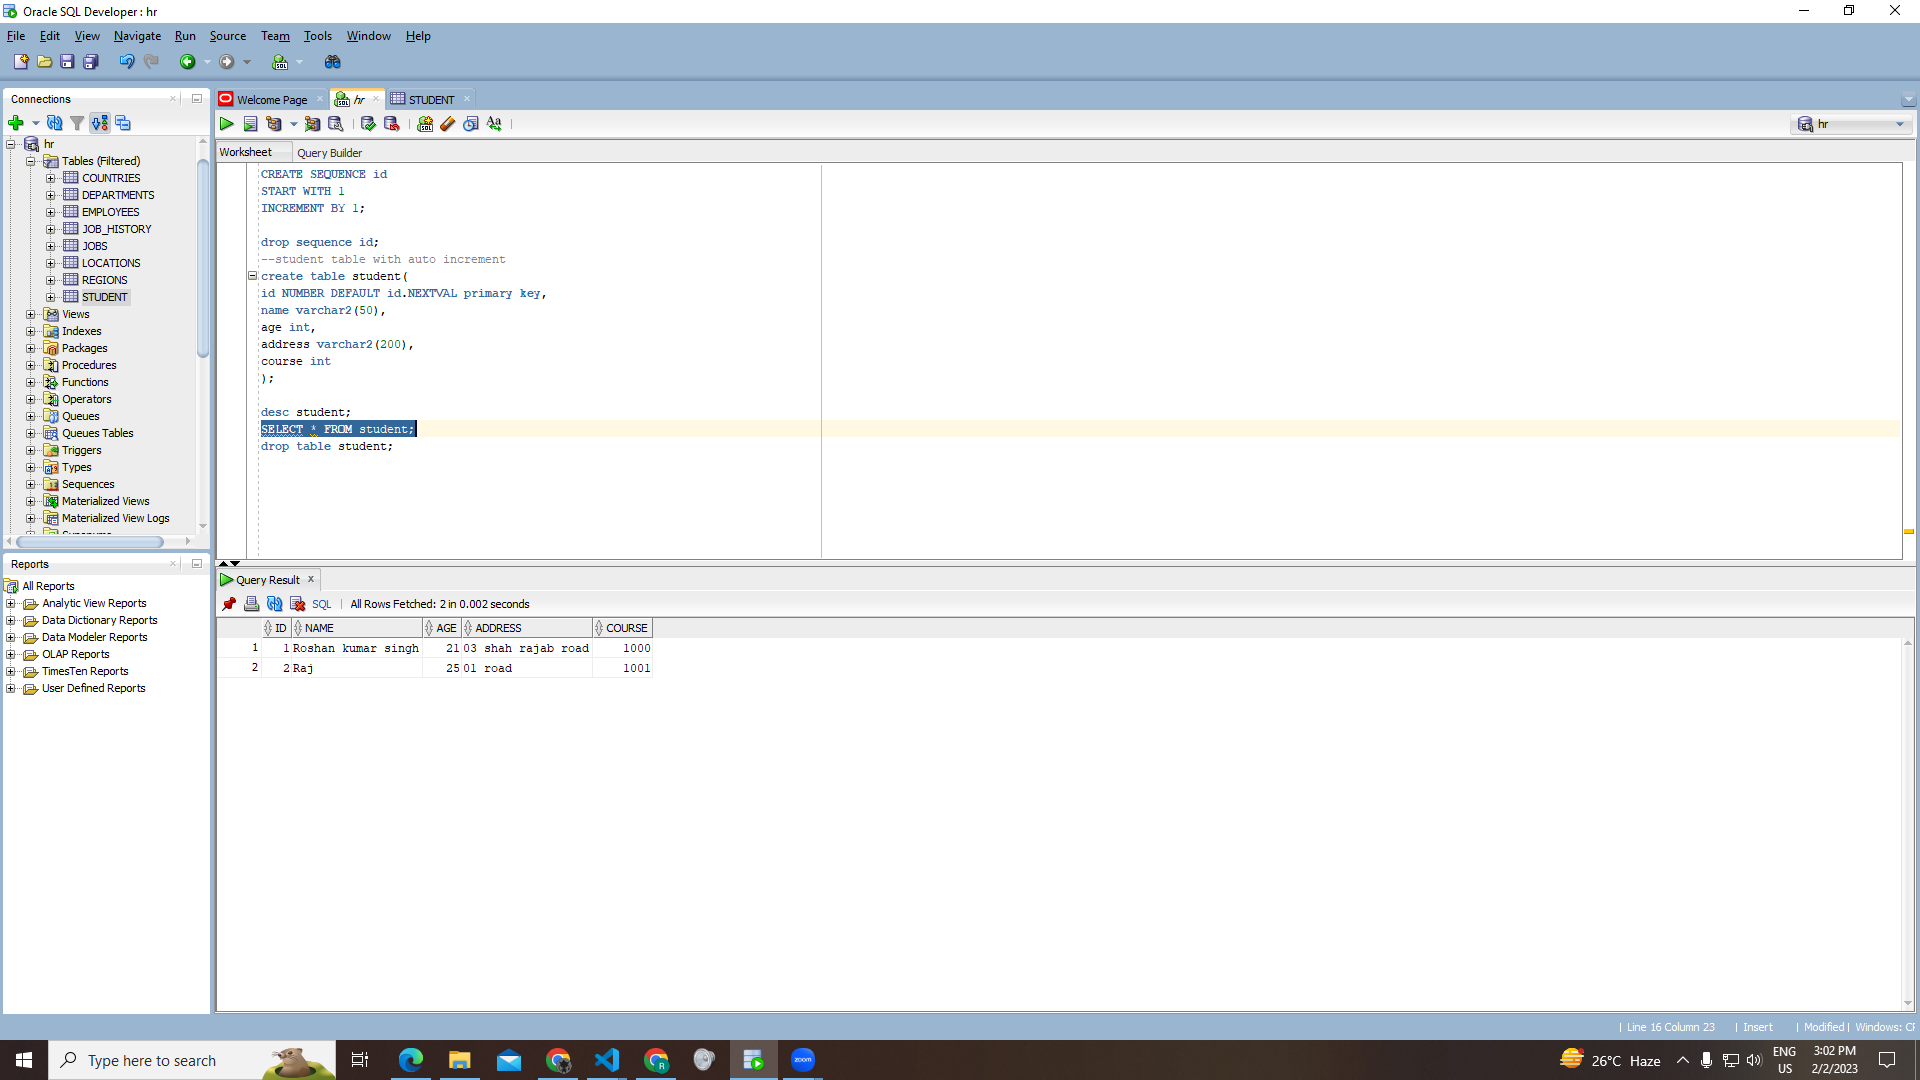 Oracle SQL Developer : hr
File Edit View Navigate Run Source Team Tools Window Help
Connections
hr
Tables (Filtered)
COUNTRIES
DEPARTMENTS
EMPLOYEES
JOB_HISTORY
JOBS
LOCATIONS
REGIONS
STUDENT
Views
Indexes
Packages
Procedures
Functions
Operators
Queues
Queues Tables
Triggers
Types
Sequences
Materialized Views
Materialized View Logs
Reports
All Reports
Analytic View Reports
Data Dictionary Reports
Data Modeler Reports
OLAP Reports
TimesTen Reports
User Defined Reports
Welcome Page hr STUDENT
hr
Worksheet Query Builder
CREATE SEQUENCE id
START WITH 1
INCREMENT BY 1;
drop sequence id;
--student table with auto increment
create table student(
id NUMBER DEFAULT id.NEXTVAL primary key,
name varchar2(50),
age int,
address varchar2(200),
course int
);
desc student;
SELECT * FROM student;
drop table student;
Query Result
SQL | All Rows Fetched: 2 in 0.002 seconds
ID NAME AGE ADDRESS COURSE
1 1 Roshan kumar singh 21 03 shah rajab road 1000
2 2 Raj 25 01 road 1001
| Line 16 Column 23 | Insert | Modified | Windows: CF
Type here to search
zoom
26°C Haze
ENG
US
3:02 PM
2/2/2023